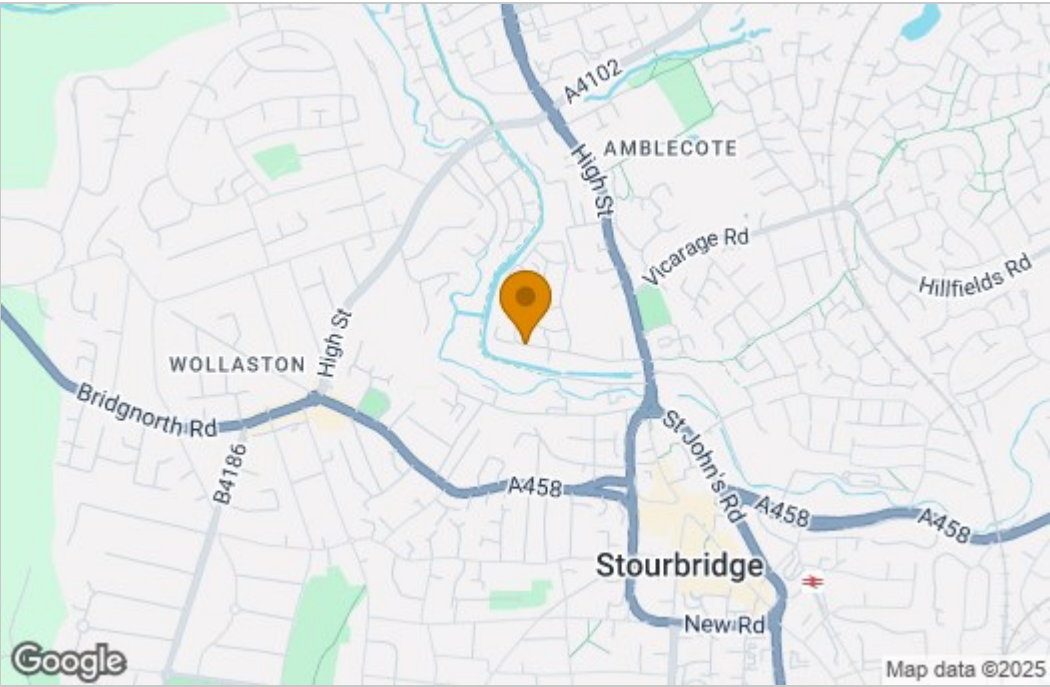 A4102
AMBLECOTE
High St
Vicarage Rd
Hillfields Rd
High St
WOLLASTON
Bridgnorth Rd
B4186
St John's Rd
A458
A458
A458
Stourbridge
New Rd
Google
Map data ©2025